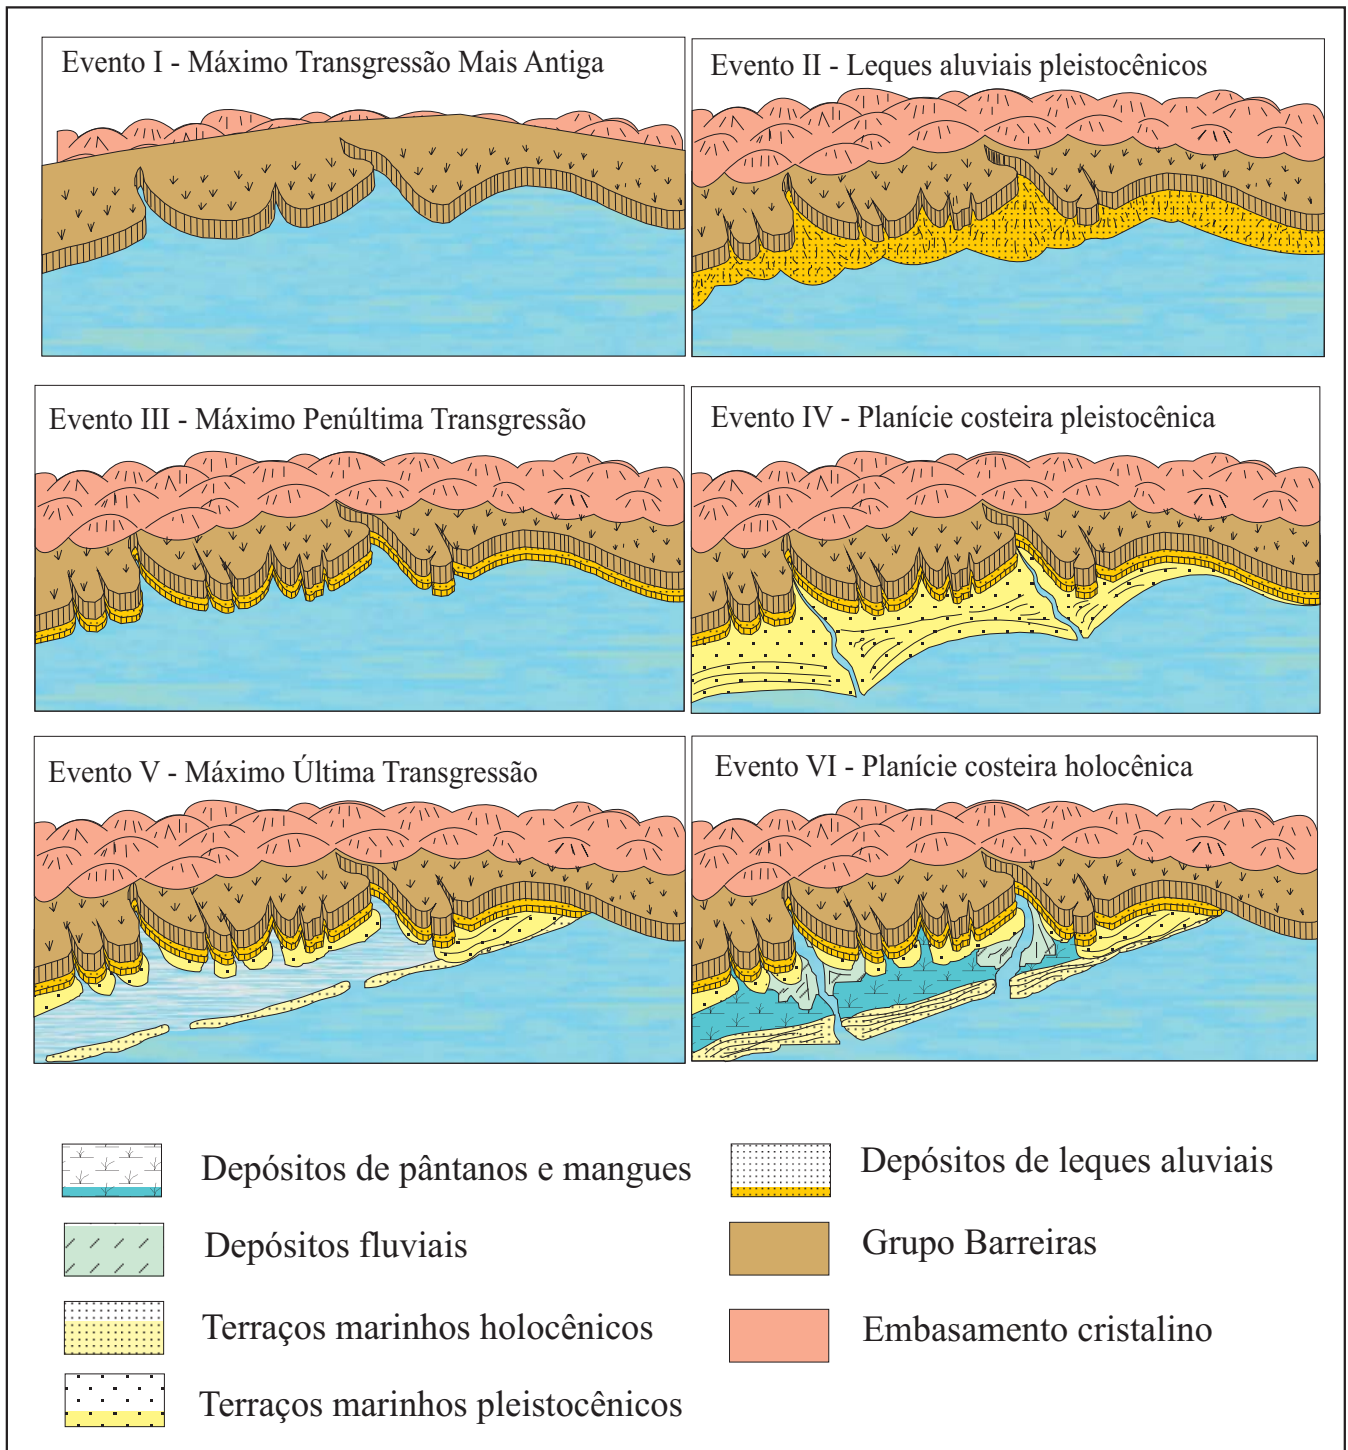 Evento I - Máximo Transgressão Mais Antiga
Evento II - Leques aluviais pleistocênicos
Evento III - Máximo Penúltima Transgressão
Evento IV - Planície costeira pleistocênica
Evento V - Máximo Última Transgressão
Evento VI - Planície costeira holocênica
Depósitos de pântanos e mangues
Depósitos fluviais
Terraços marinhos holocênicos
Terraços marinhos pleistocênicos
Depósitos de leques aluviais
Grupo Barreiras
Embasamento cristalino